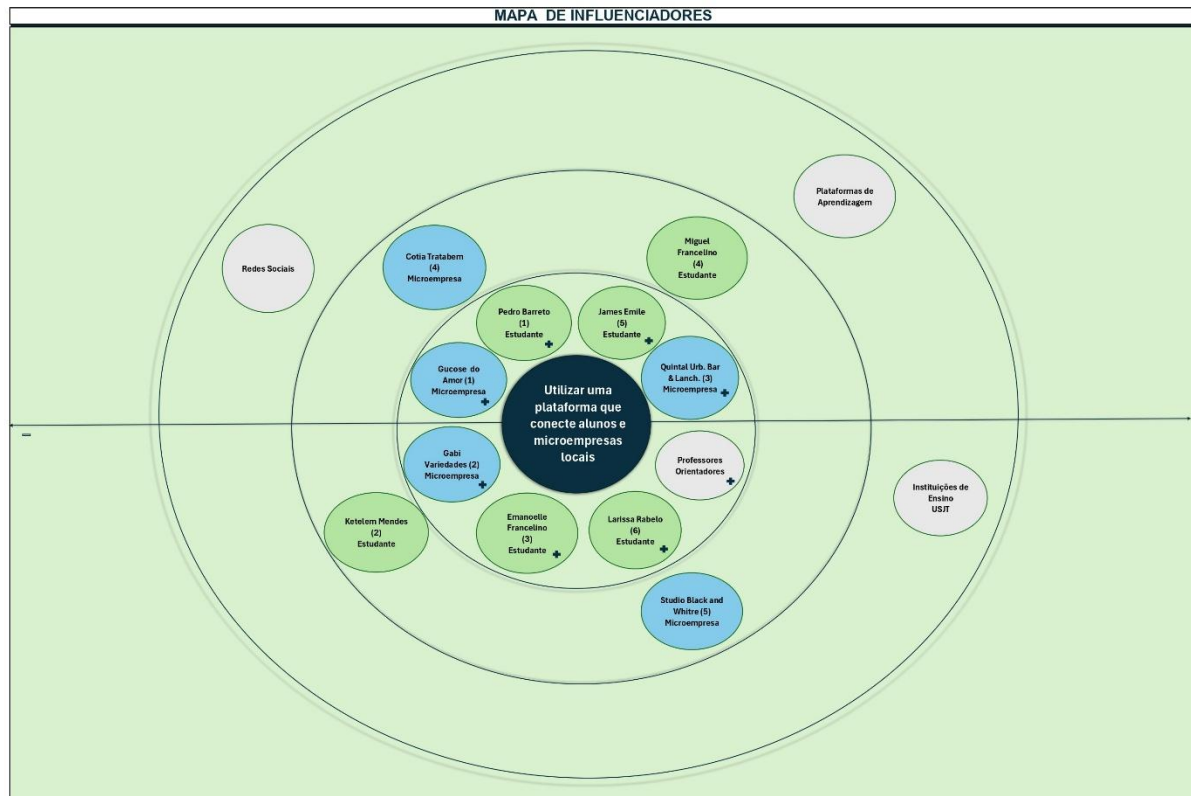 MAPA DE INFLUENCIADORES
Plataformas de
Aprendizagem
Redes Sociais
Cotia Tratabem
(4)
Microempresa
Miguel
Francelino
(4)
Estudante
Pedro Barreto
(1)
Estudante
James Emile
(5)
Estudante
Gucose do
Amor (1)
Microempresa
Quintal Urb. Bar
& Lanch. (3)
Microempresa
Utilizar uma
plataforma que
conecte alunos e
microempresas
locais
Gabi
Variedades (2)
Microempresa
Professores
Orientadores
Instituições de
Ensino
USJT
Ketelem Mendes
(2)
Estudante
Emanoelle
Francelino
(3)
Estudante
Larissa Rabelo
(6)
Estudante
Studio Black and
Whitre (5)
Microempresa